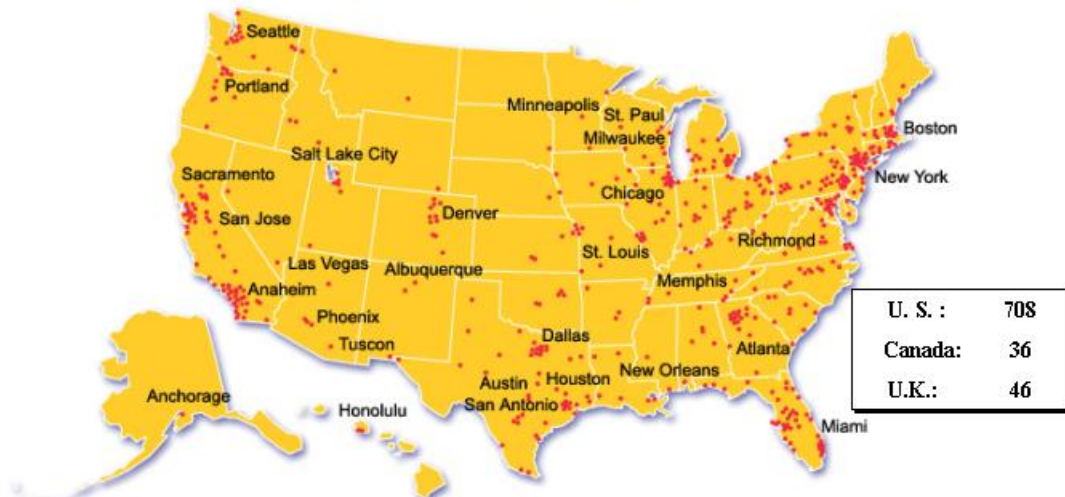 Seattle
Portland
Minneapolis
St. Paul
Milwaukee
Boston
Salt Lake City
Sacramento
New York
Chicago
San Jose
Denver
Richmond
St. Louis
Las Vegas
Albuquerque
Memphis
Anaheim
Phoenix
Dallas
Tuscon
Atlanta
New Orleans
Austin
Houston
San Antonio
Anchorage
Honolulu
Miami
U. S. : 708
Canada: 36
U.K.: 46